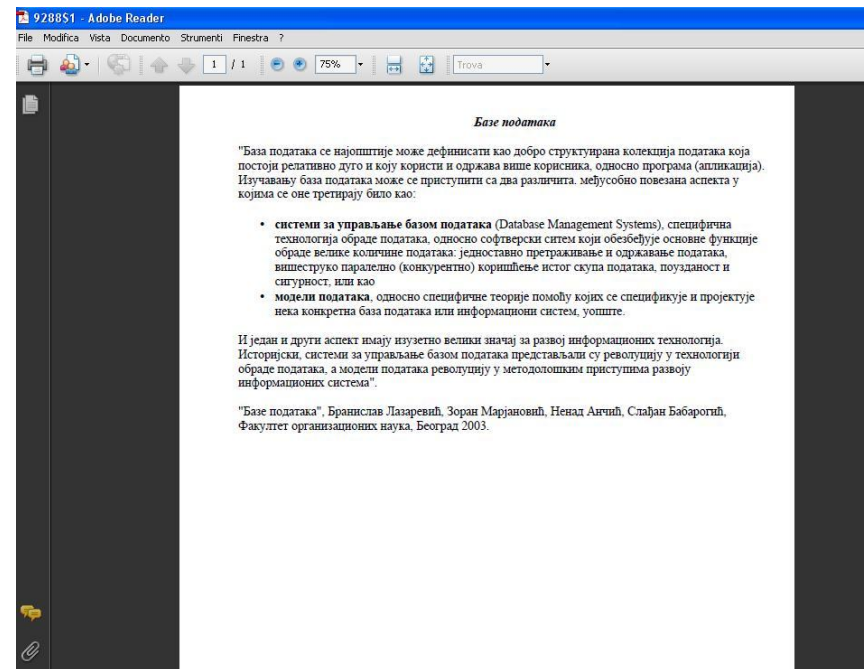 9288S1 - Adobe Reader
File Modifica Vista Documento Strumenti Finestra ?
1 / 1 75% Trova
Базе података
"База података се најопштије може дефинисати као добро структуирана колекција података која
постоји релативно дуго и коју користи и одржава више корисника, односно програма (апликација).
Изучавању база података може се приступити са два различита. међусобно повезана аспекта у
којима се оне третирају било као:
• системи за управљање базом података (Database Management Systems), специфична
технологија обраде података, односно софтверски ситем који обезбеђује основне функције
обраде велике количине података: једноставно претраживање и одржавање података,
вишеструко паралелно (конкурентно) коришћење истог скупа података, поузданост и
сигурност, или као
• модели података, односно специфичне теорије помоћу којих се спецификује и пројектује
нека конкретна база података или информациони систем, уопште.
И један и други аспект имају изузетно велики значај за развој информационих технологија.
Историјски, системи за управљање базом података представљали су револуцију у технологији
обраде података, а модели података револуцију у методолошким приступима развоју
информационих система".
"Базе података", Бранислав Лазаревић, Зоран Марјановић, Ненад Анчић, Слађан Бабарогић,
Факултет организационих наука, Београд 2003.